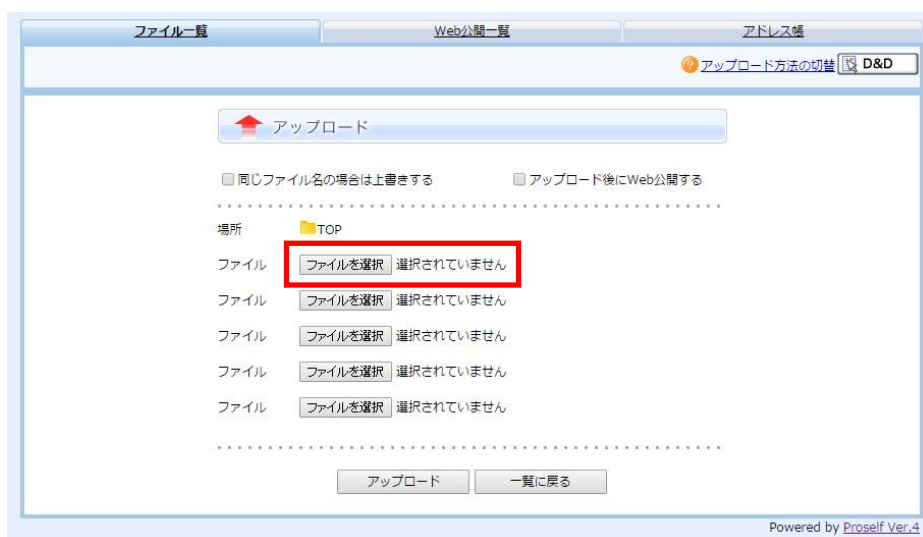 ファイル一覧 Web公開一覧 アドレス帳
アップロード方法の切替 D&D
アップロード
同じファイル名の場合は上書きする アップロード後にWeb公開する
場所 TOP
ファイル ファイルを選択 選択されていません
ファイル ファイルを選択 選択されていません
ファイル ファイルを選択 選択されていません
ファイル ファイルを選択 選択されていません
ファイル ファイルを選択 選択されていません
アップロード 一覧に戻る
Powered by Proself Ver.4